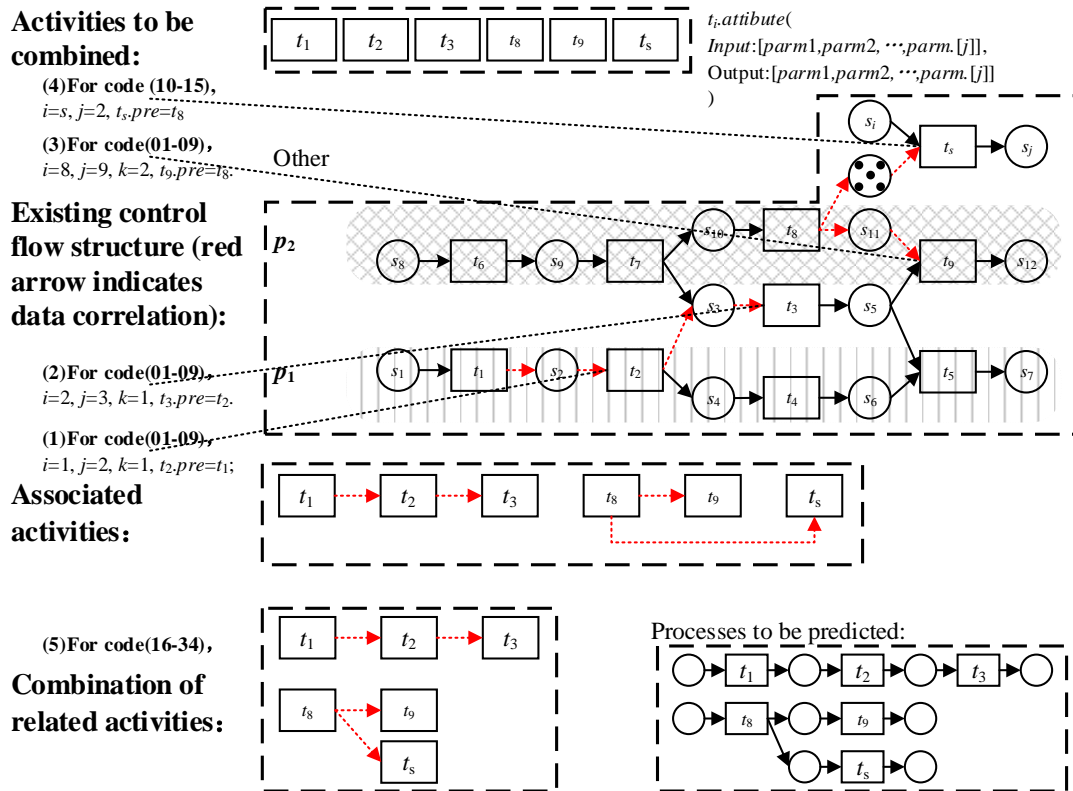 Activities to be
combined:
t1 t2 t3 t8 t9 ts
ti.attibute(
Input:[parm1,parm2, ⋯,parm.[j]],
Output:[parm1,parm2, ⋯,parm.[j]]
)
(4)For code (10-15),
i=s, j=2, ts.pre=t8
(3)For code(01-09),
i=8, j=9, k=2, t9.pre=t8.
Other
si ts sj
Existing control
flow structure (red
arrow indicates
data correlation):
p2
s10 t8 s11
s8 t6 s9 t7 t9 s12
s3 t3 s5
(2)For code(01-09),
i=2, j=3, k=1, t3.pre=t2.
p1
s1 t1 s2 t2 t5 s7
s4 t4 s6
(1)For code(01-09),
i=1, j=2, k=1, t2.pre=t1;
Associated
activities:
t1 t2 t3 t8 t9 ts
(5)For code(16-34),
Combination of
related activities:
t1 t2 t3
t8 t9
ts
Processes to be predicted:
t1 t2 t3
t8 t9
ts